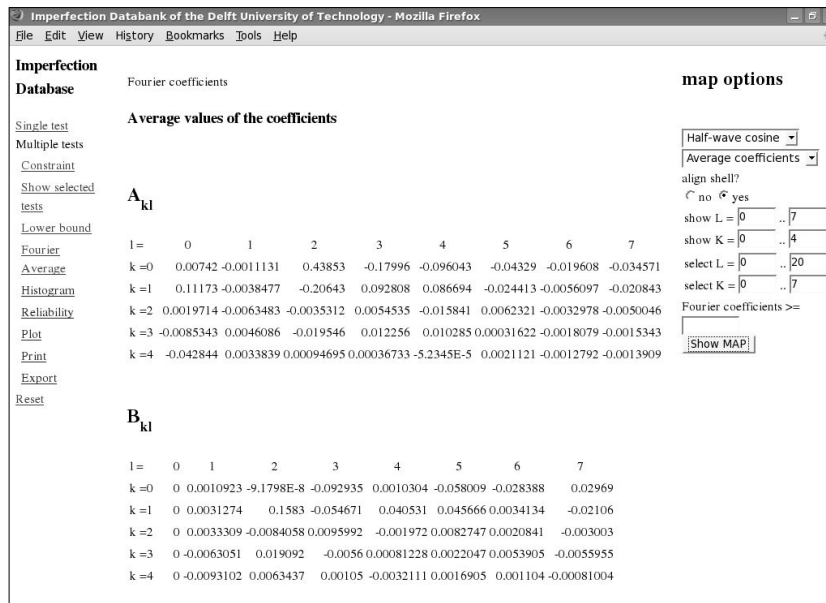 Imperfection Databank of the Delft University of Technology - Mozilla Firefox
File Edit View History Bookmarks Tools Help
Imperfection
Database
Single test
Multiple tests
Constraint
Show selected
tests
Lower bound
Fourier
Average
Histogram
Reliability
Plot
Print
Export
Reset
Fourier coefficients
Average values of the coefficients
Akl
l = 0 1 2 3 4 5 6 7
k =0 0.00742 -0.0011131 0.43853 -0.17996 -0.096043 -0.04329 -0.019608 -0.034571
k =1 0.11173 -0.0038477 -0.20643 0.092808 0.086694 -0.024413 -0.0056097 -0.020843
k =2 0.0019714 -0.0063483 -0.0035312 0.0054535 -0.015841 0.0062321 -0.0032978 -0.0050046
k =3 -0.0085343 0.0046086 -0.019546 0.012256 0.010285 0.00031622 -0.0018079 -0.0015343
k =4 -0.042844 0.0033839 0.00094695 0.00036733 -5.2345E-5 0.0021121 -0.0012792 -0.0013909
Bkl
l = 0 1 2 3 4 5 6 7
k =0 0 0.0010923 -9.1798E-8 -0.092935 0.0010304 -0.058009 -0.028388 0.02969
k =1 0 0.0031274 0.1583 -0.054671 0.040531 0.045666 0.0034134 -0.02106
k =2 0 0.0033309 -0.0084058 0.0095992 -0.001972 0.0082747 0.0020841 -0.003003
k =3 0 -0.0063051 0.019092 -0.0056 0.00081228 0.0022047 0.0053905 -0.0055955
k =4 0 -0.0093102 0.0063437 0.00105 -0.0032111 0.0016905 0.001104 -0.00081004
map options
Half-wave cosine
Average coefficients
align shell?
no yes
show L = 0 .. 7
show K = 0 .. 4
select L = 0 .. 20
select K = 0 .. 7
Fourier coefficients >=
Show MAP